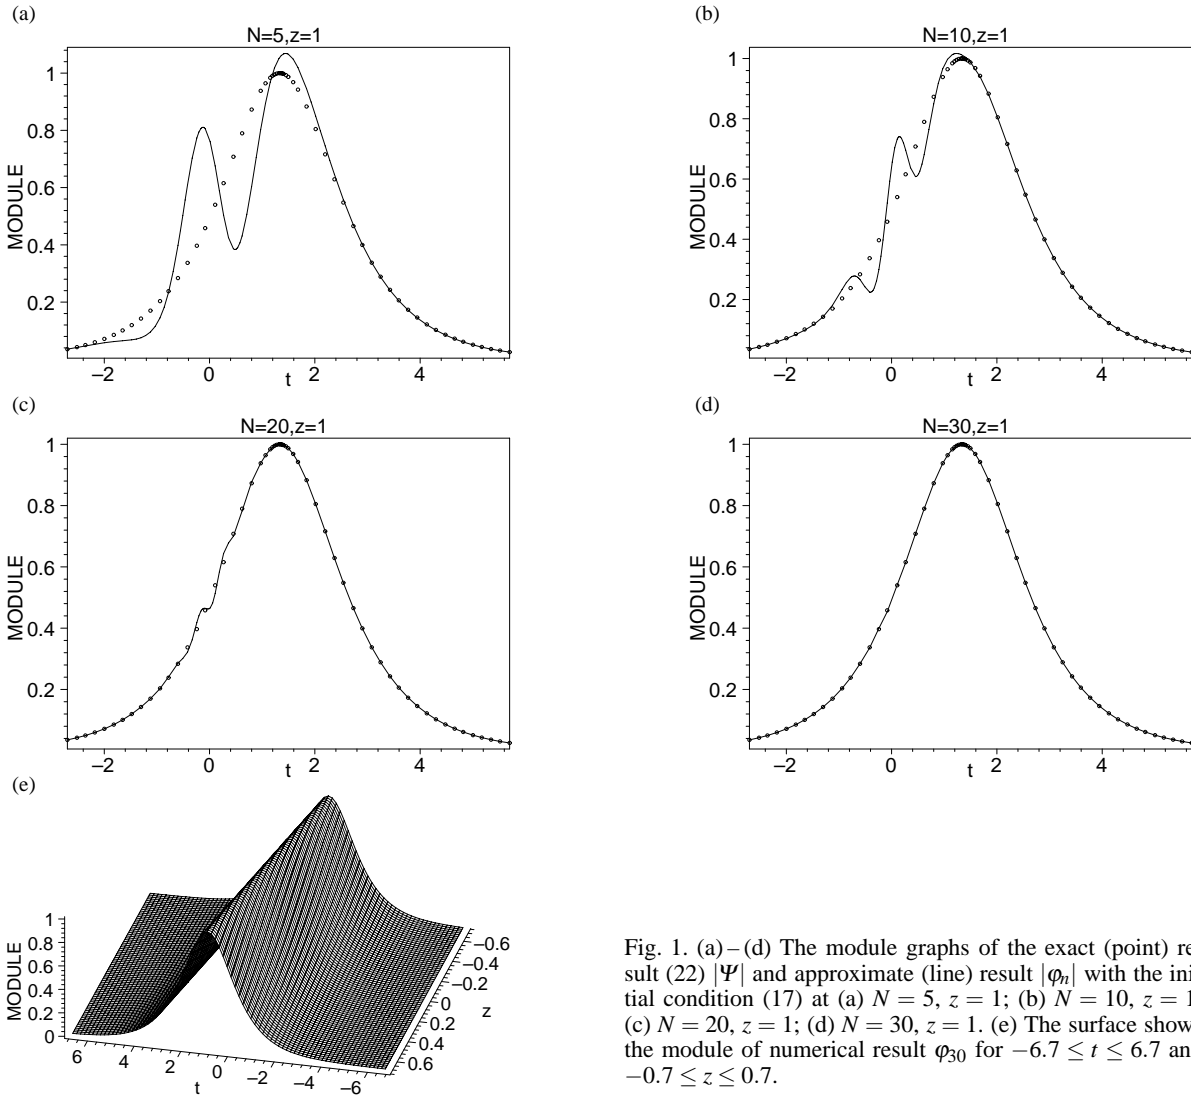 (a)
N=5,z=1
1
0.8
0.6
0.4
0.2
MODULE
–2
0
2
4
t
(b)
N=10,z=1
1
0.8
0.6
0.4
0.2
MODULE
–2
0
2
4
t
(c)
N=20,z=1
1
0.8
0.6
0.4
0.2
MODULE
–2
0
2
4
t
(d)
N=30,z=1
1
0.8
0.6
0.4
0.2
MODULE
–2
0
2
4
t
(e)
1
0.8
0.6
0.4
0.2
0
MODULE
6
4
2
0
–2
–4
–6
t
–0.6
–0.4
–0.2
0
0.2
0.4
0.6
z
Fig. 1. (a)–(d) The module graphs of the exact (point) re
sult (22) |Ψ| and approximate (line) result |φn| with the ini
tial condition (17) at (a) N = 5, z = 1; (b) N = 10, z = 1
(c) N = 20, z = 1; (d) N = 30, z = 1. (e) The surface show
the module of numerical result φ30 for −6.7 ≤ t ≤ 6.7 an
−0.7 ≤ z ≤ 0.7.